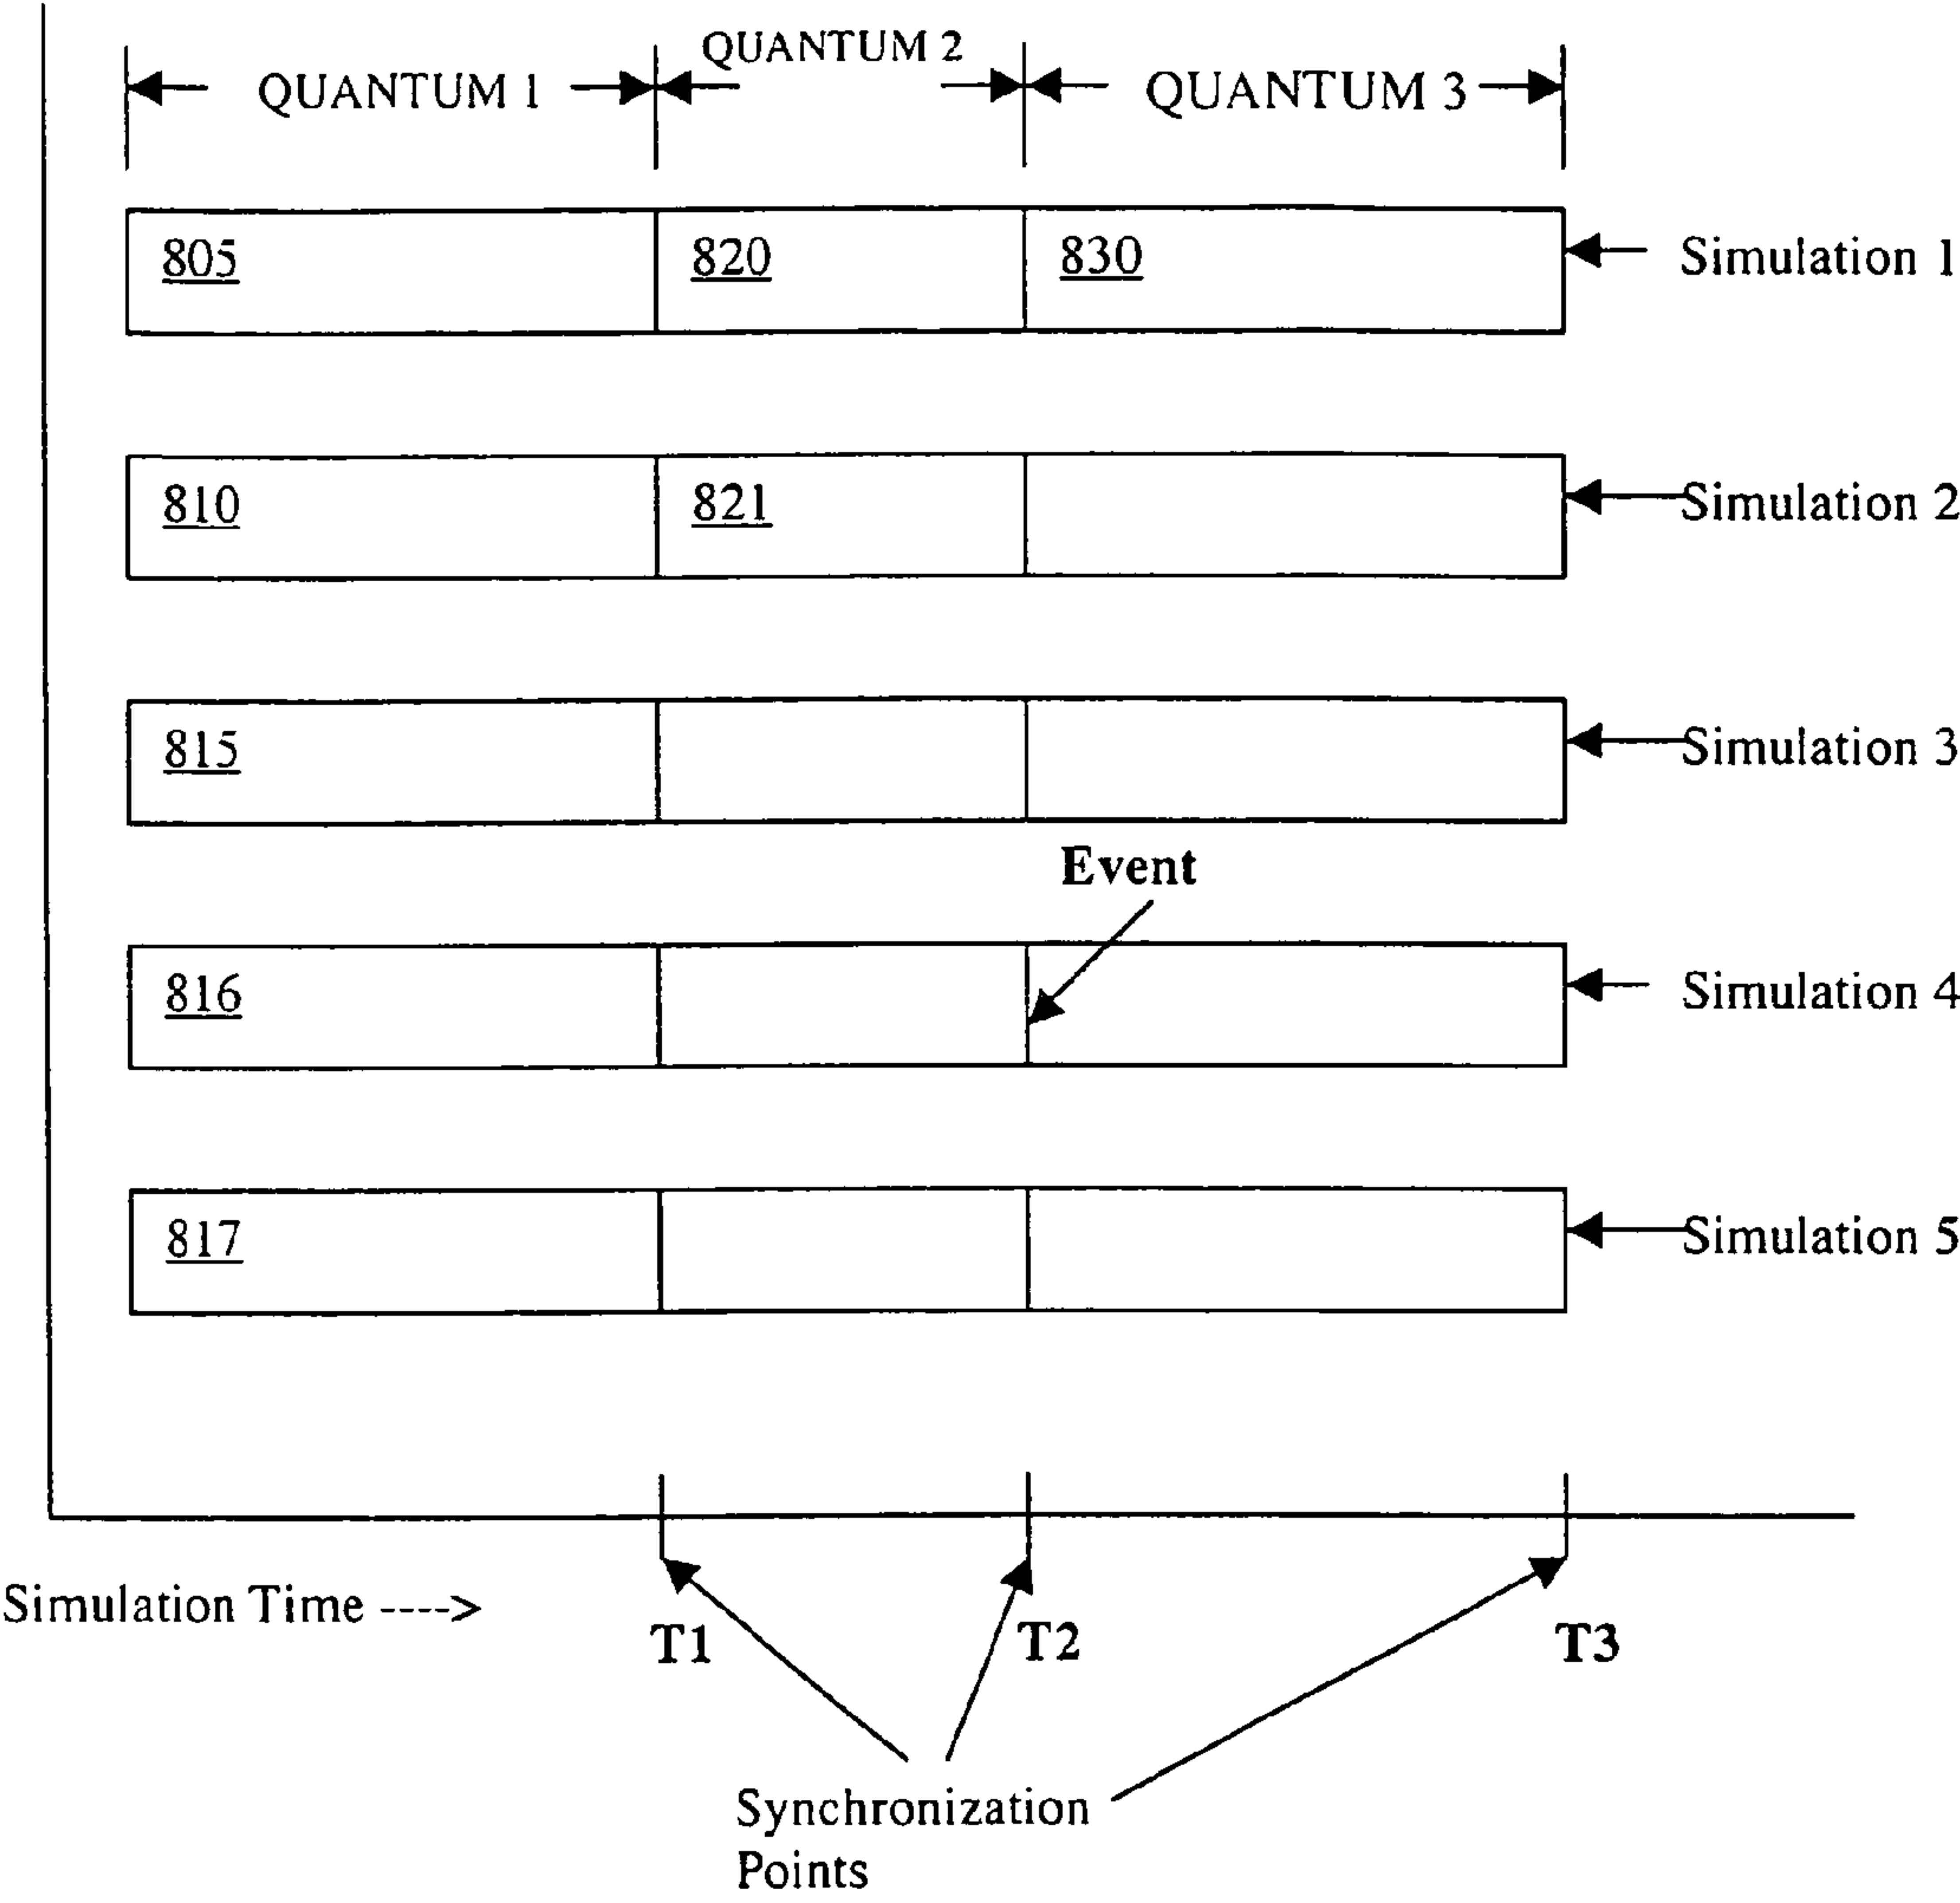 QUANTUM 1
QUANTUM 2
QUANTUM 3
805
820
830
Simulation 1
810
821
Simulation 2
815
Simulation 3
Event
816
Simulation 4
817
Simulation 5
Simulation Time ---->
T1
T2
T3
Synchronization
Points